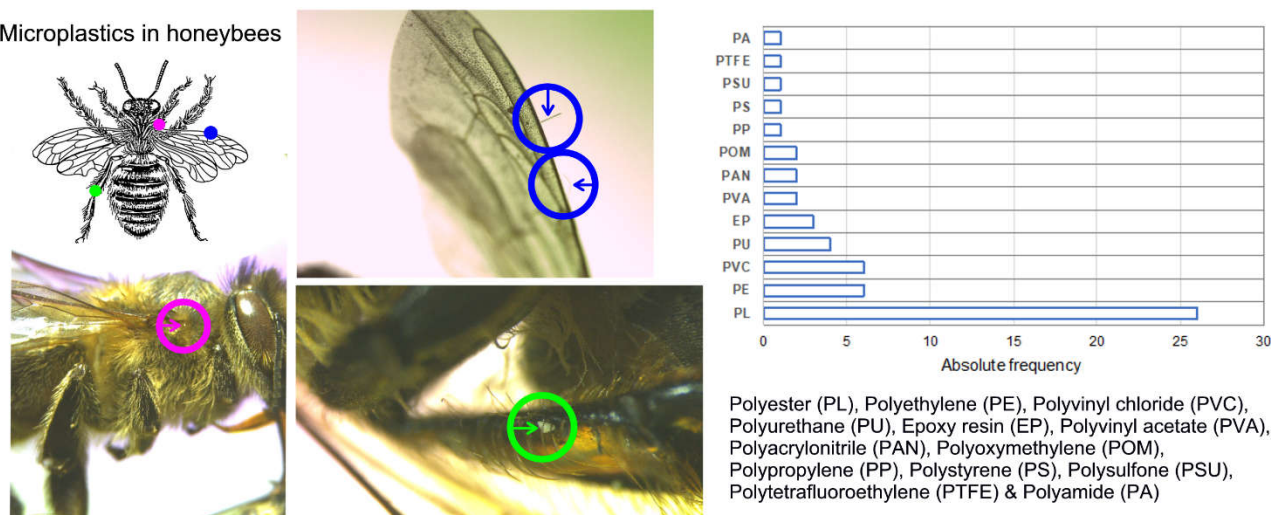 Microplastics in honeybees
PA
PTFE
PSU
PS
PP
POM
PAN
PVA
EP
PU
PVC
PE
PL
0 5 10 15 20 25 30
Absolute frequency
Polyester (PL), Polyethylene (PE), Polyvinyl chloride (PVC),
Polyurethane (PU), Epoxy resin (EP), Polyvinyl acetate (PVA),
Polyacrylonitrile (PAN), Polyoxymethylene (POM),
Polypropylene (PP), Polystyrene (PS), Polysulfone (PSU),
Polytetrafluoroethylene (PTFE) & Polyamide (PA)